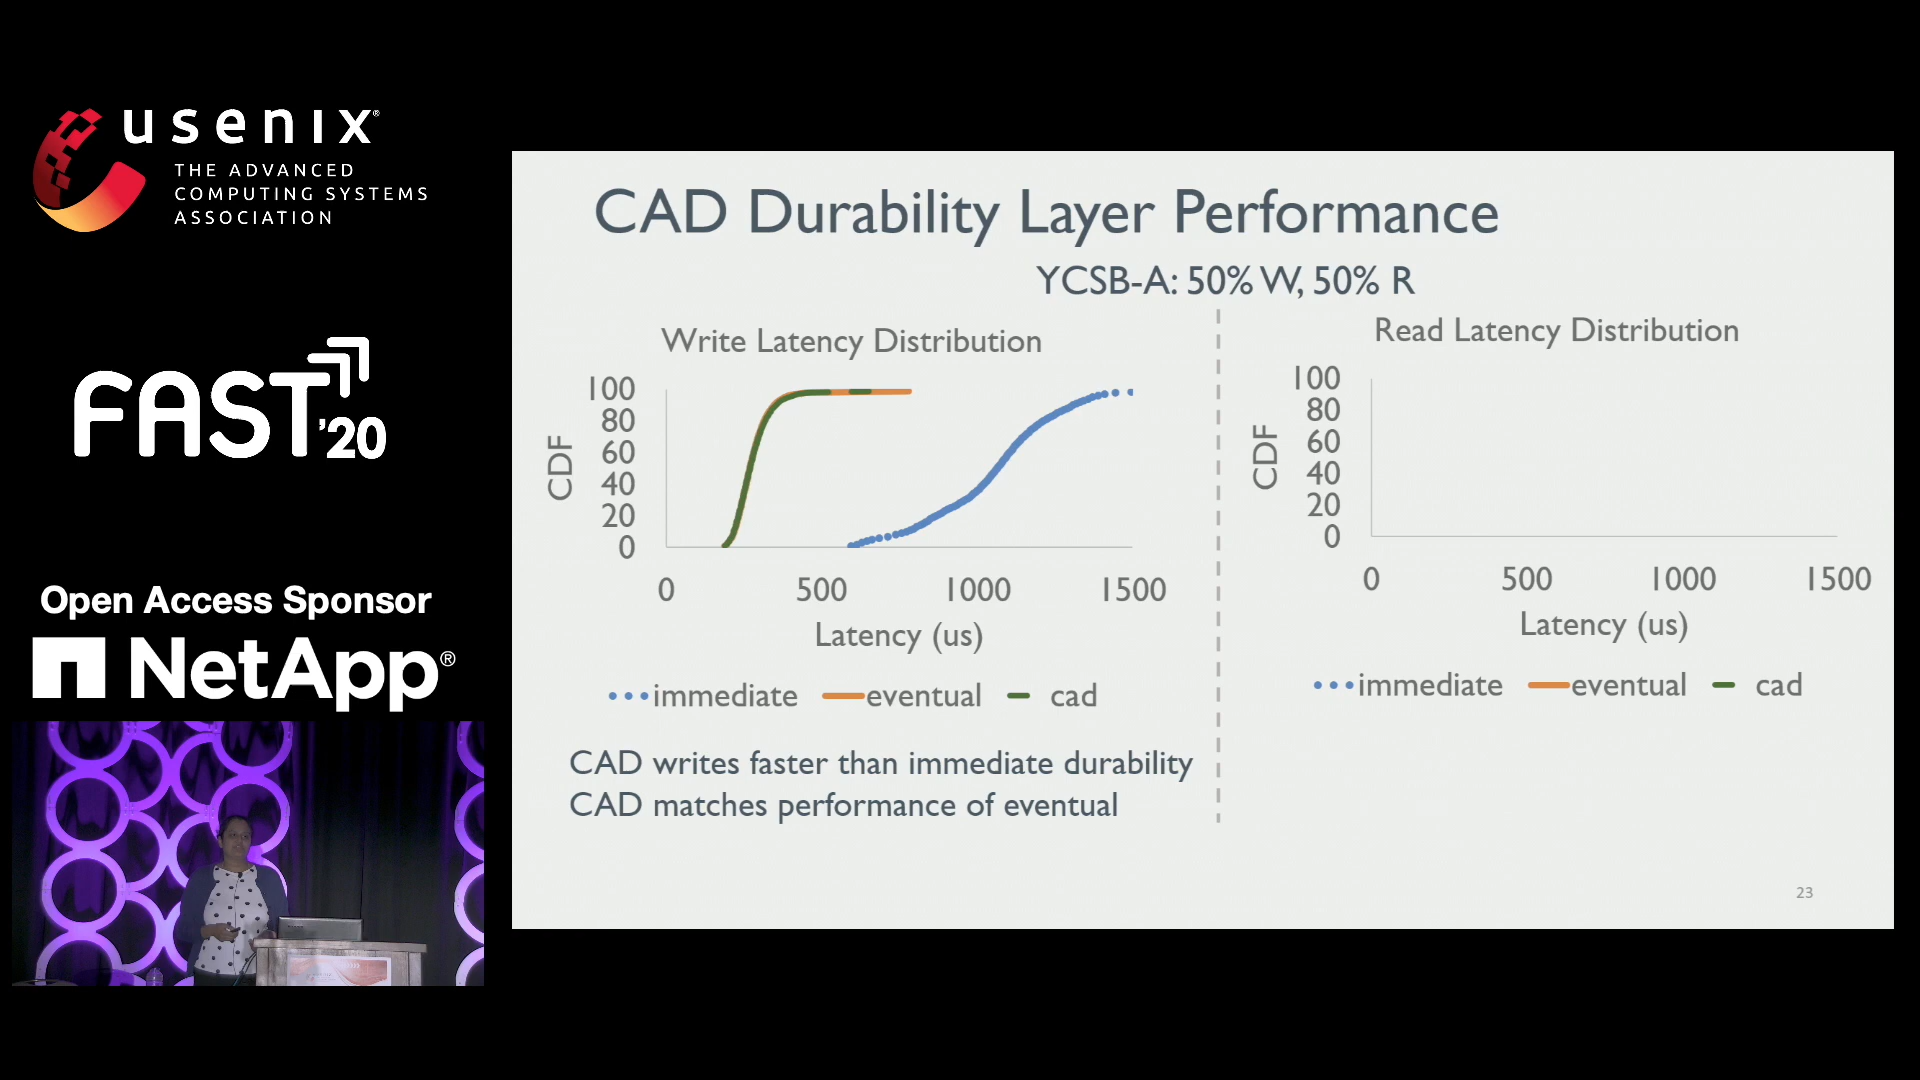 usenix®
THE ADVANCED
COMPUTING SYSTEMS
ASSOCIATION
FAST'20
Open Access Sponsor
NetApp®
CAD Durability Layer Performance
YCSB-A: 50% W, 50% R
Write Latency Distribution
CDF
100
80
60
40
20
0
0 500 1000 1500
Latency (us)
immediate eventual cad
CAD writes faster than immediate durability
CAD matches performance of eventual
Read Latency Distribution
CDF
100
80
60
40
20
0
0 500 1000 1500
Latency (us)
immediate eventual cad
23